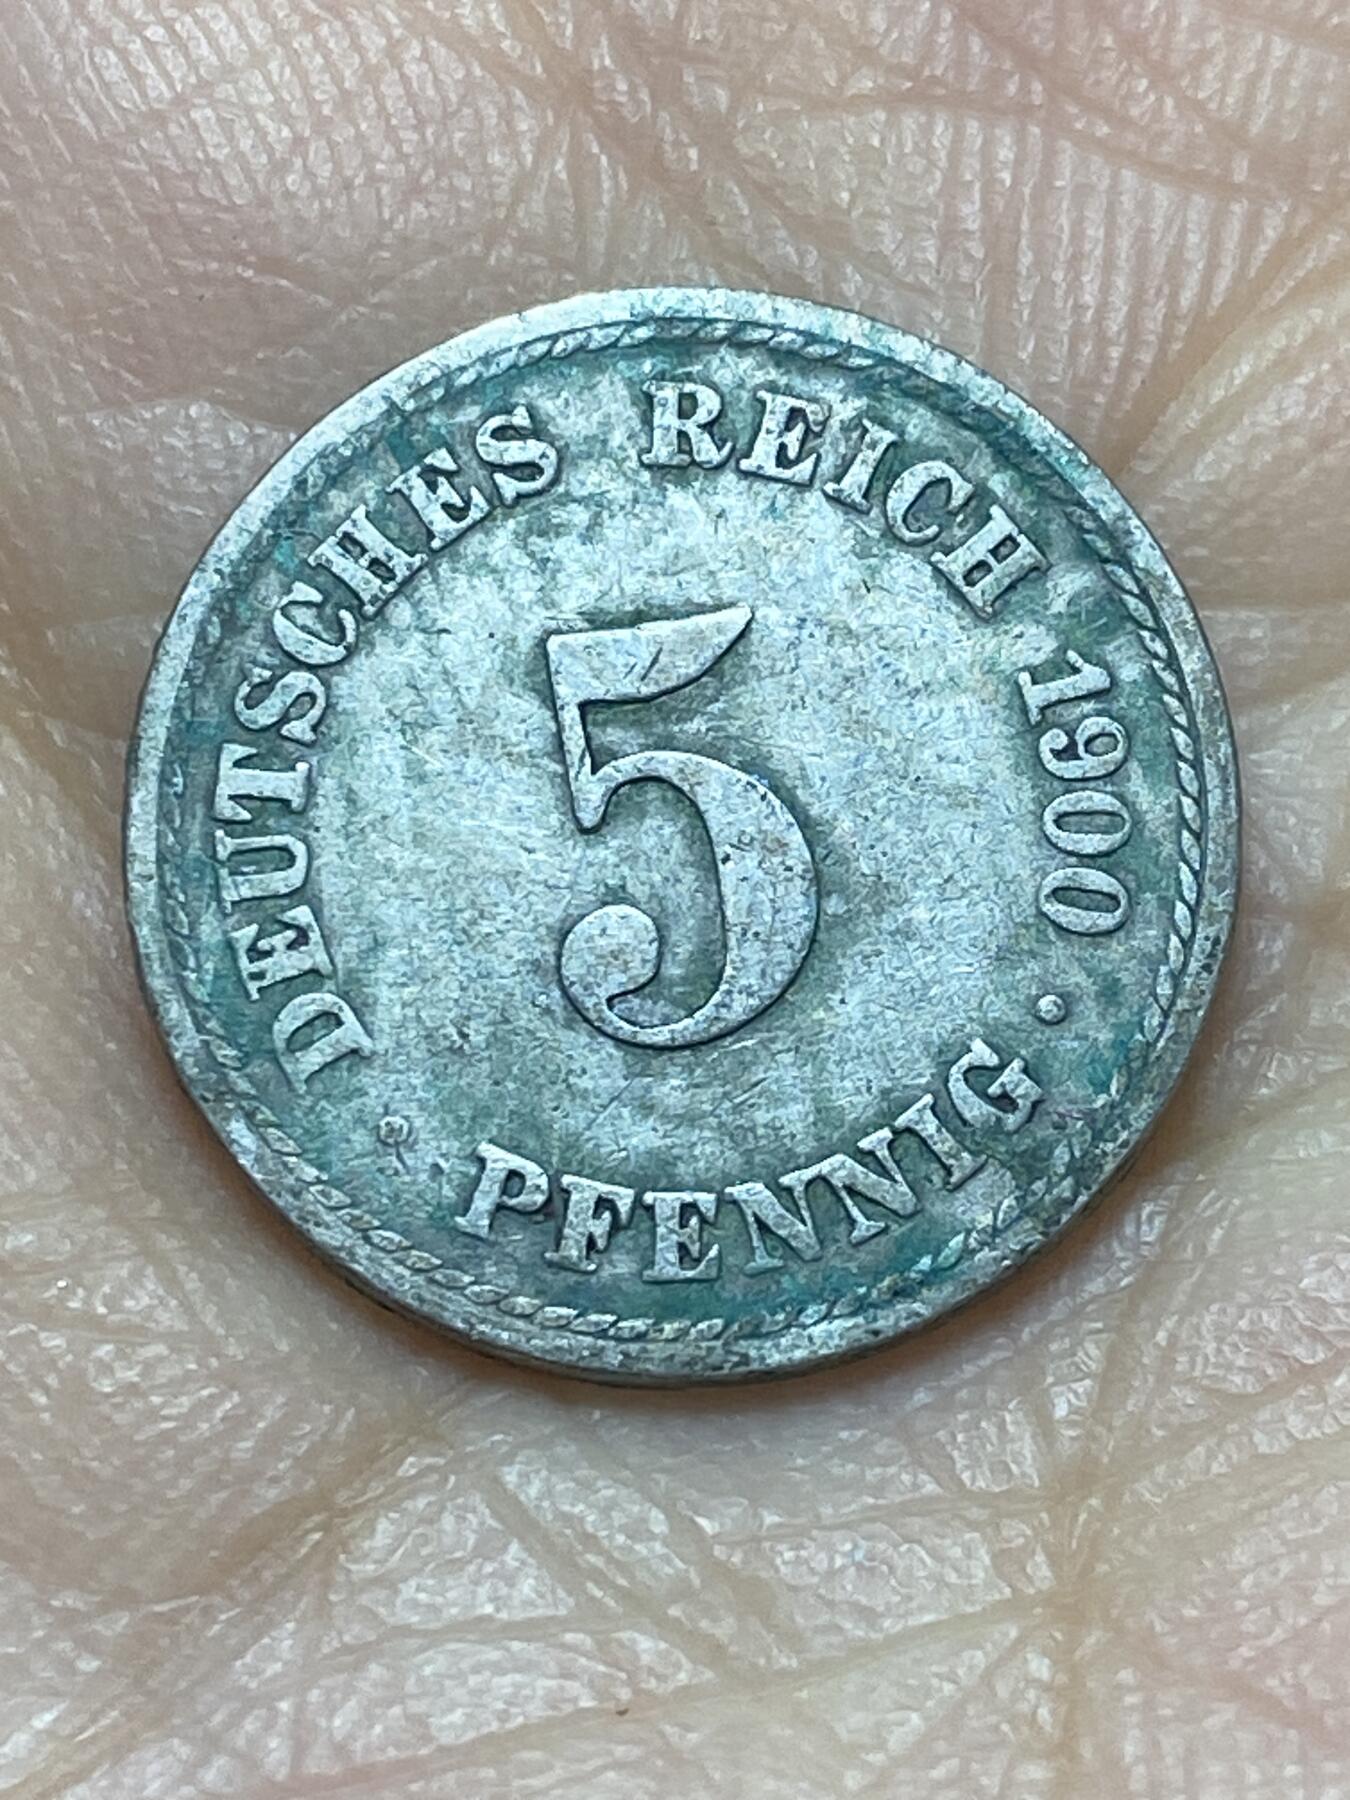 DEUTSCHES REICH 1900
5
PFENNIG